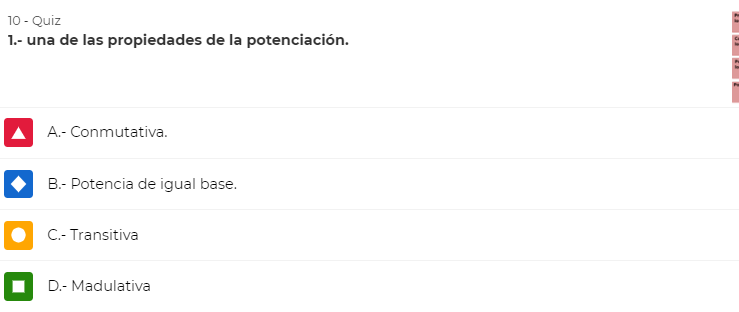 10 - Quiz
1.- una de las propiedades de la potenciación.
A.- Conmutativa.
B.- Potencia de igual base.
C.- Transitiva
D.- Madulativa